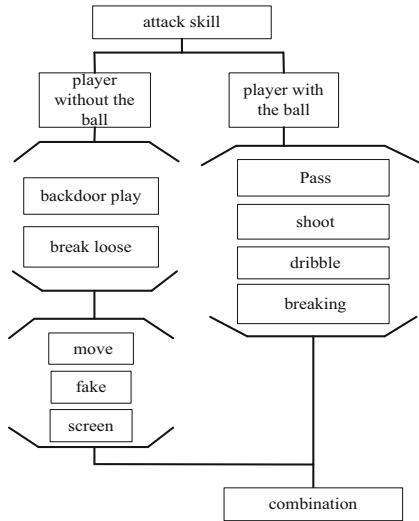 attack skill
player
without the
ball
player with
the ball
backdoor play
break loose
Pass
shoot
dribble
breaking
move
fake
screen
combination